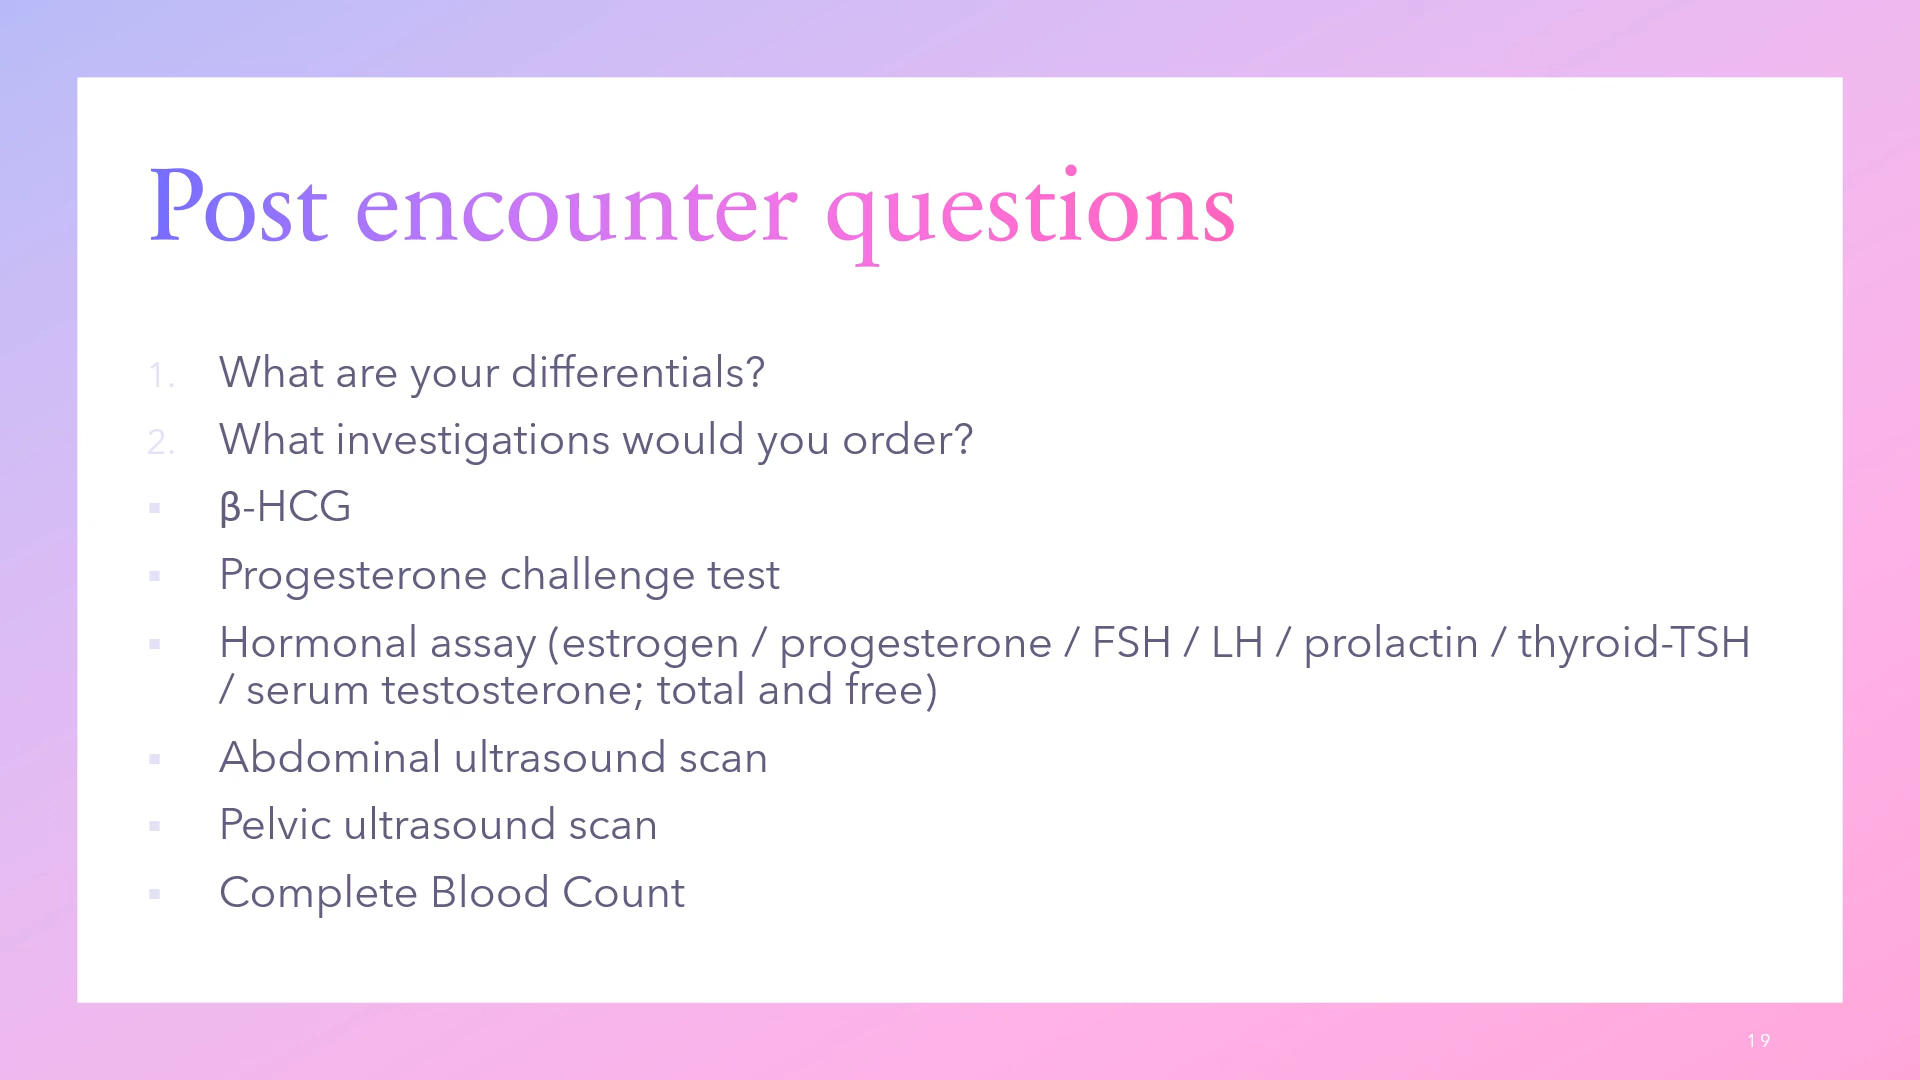 Post encounter questions
1. What are your differentials?
2. What investigations would you order?
▪ β-HCG
▪ Progesterone challenge test
▪ Hormonal assay (estrogen / progesterone / FSH / LH / prolactin / thyroid-TSH
/ serum testosterone; total and free)
▪ Abdominal ultrasound scan
▪ Pelvic ultrasound scan
▪ Complete Blood Count
19